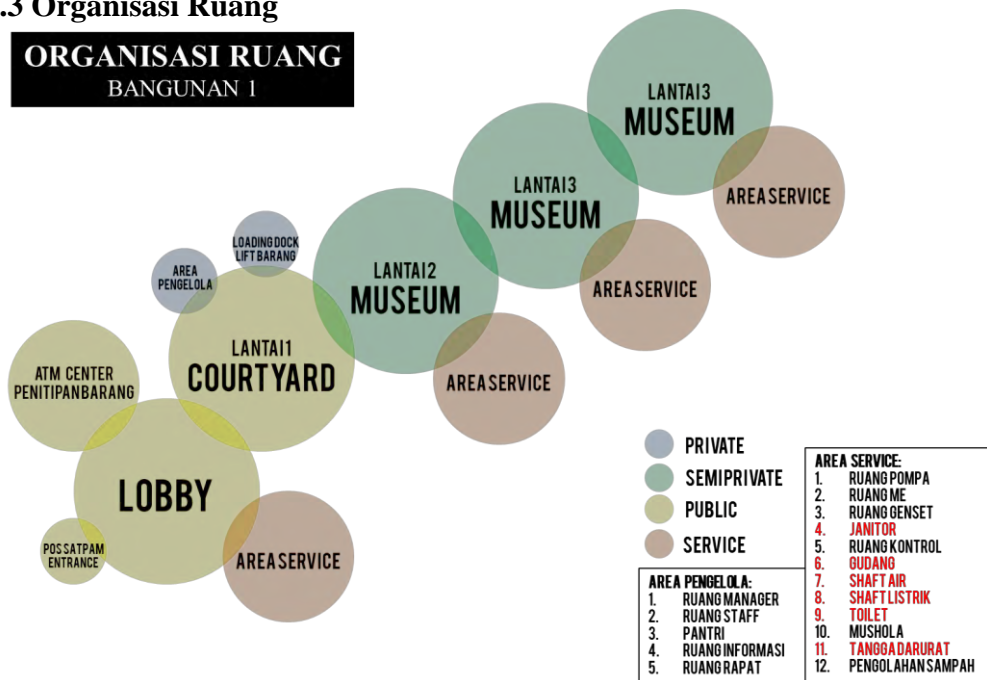 .3 Organisasi Ruang
ORGANISASI RUANG
BANGUNAN 1
LANTAI3
MUSEUM
AREA SERVICE
LANTAI3
MUSEUM
AREA SERVICE
LOADING DOCK
LIFT BARANG
AREA
PENGELOLA
LANTAI2
MUSEUM
AREA SERVICE
LANTAI1
COURTYARD
ATM CENTER
PENITIPAN BARANG
LOBBY
POS SATPAM
ENTRANCE
AREA SERVICE
PRIVATE
SEMIPRIVATE
PUBLIC
SERVICE
AREA PENGELOLA:
1. RUANG MANAGER
2. RUANG STAFF
3. PANTRI
4. RUANG INFORMASI
5. RUANG RAPAT
AREA SERVICE:
1. RUANG POMPA
2. RUANG ME
3. RUANG GENSET
4. JANITOR
5. RUANG KONTROL
6. GUDANG
7. SHAFT AIR
8. SHAFT LISTRIK
9. TOILET
10. MUSHOLA
11. TANGGA DARURAT
12. PENGOLAHAN SAMPAH